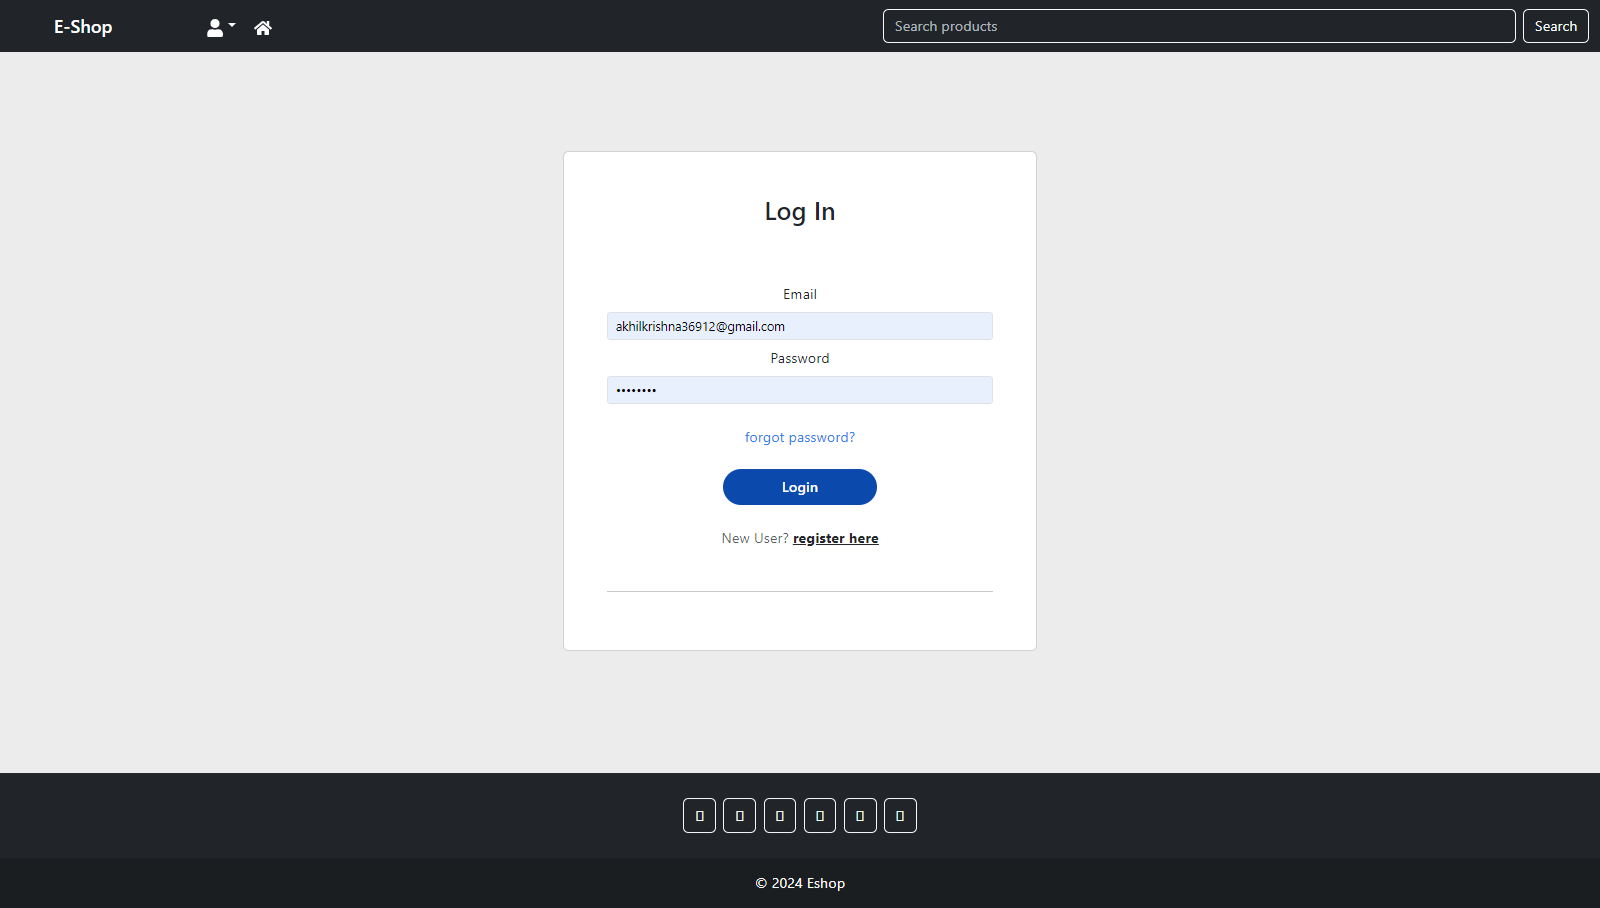 E-Shop
Search products
Search
Log In
Email
akhilkrishna36912@gmail.com
Password
••••••••
forgot password?
Login
New User? register here
© 2024 Eshop